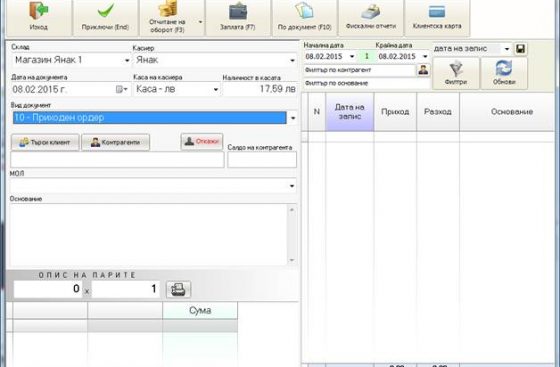 Изход
Приключи (End)
Отчитане на оборот (F3)
Заплата (F7)
По документ (F10)
Фискални отчети
Клиентска карта
Склад
Касиер
Магазин Янак 1
Янак
Дата на документа
Каса на касиера
Наличност в касата
08.02.2015 г.
Каса - лв
17,59 лв
Вид документ
10 - Приходен ордер
Търси клиент
Контрагенти
Откажи
Салдо на контрагента
МОЛ
Основание
ОПИС НА ПАРИТЕ
0 x 1
Сума
Начална дата
Крайна дата
дата на запис
08.02.2015
1
08.02.2015
Филтър по контрагент
Филтър по основание
Филтри
Обнови
N
Дата на запис
Приход
Разход
Основание